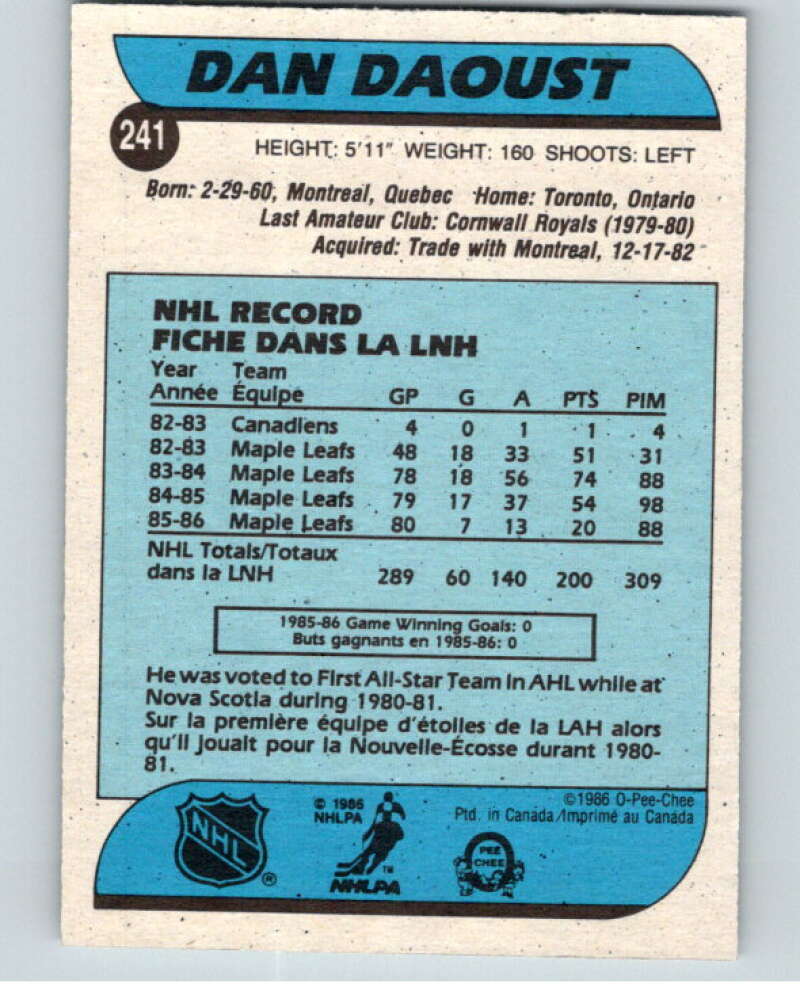 DAN DAOUST
241
HEIGHT: 5'11" WEIGHT: 160 SHOOTS: LEFT
Born: 2-29-60, Montreal, Quebec Home: Toronto, Ontario
Last Amateur Club: Cornwall Royals (1979-80)
Acquired: Trade with Montreal, 12-17-82
NHL RECORD
FICHE DANS LA LNH
Year Team
Année Équipe GP G A PTS PIM
82-83 Canadiens 4 0 1 1 4
82-83 Maple Leafs 48 18 33 51 31
83-84 Maple Leafs 78 18 56 74 88
84-85 Maple Leafs 79 17 37 54 98
85-86 Maple Leafs 80 7 13 20 88
NHL Totals/Totaux
dans la LNH 289 60 140 200 309
1985-86 Game Winning Goals: 0
Buts gagnants en 1985-86: 0
He was voted to First All-Star Team in AHL while at
Nova Scotia during 1980-81.
Sur la première équipe d'étoiles de la LAH alors
qu'il jouait pour la Nouvelle-Écosse durant 1980-
81.
©1986 O-Pee-Chee
Ptd. in Canada/Imprimé au Canada
© 1986
NHLPA
NHL
®
NHLPA
™
PEE
CHEE